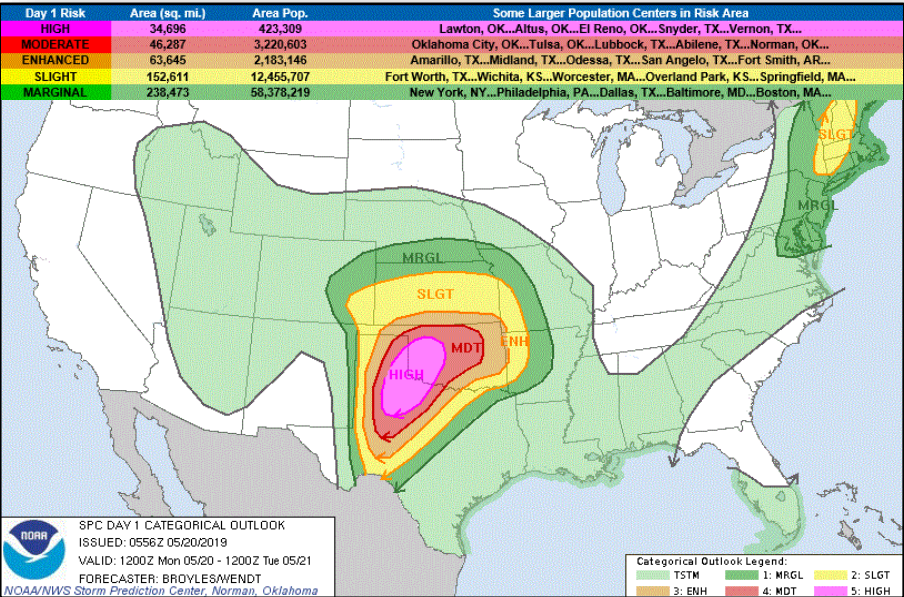 Day 1 Risk Area (sq. mi.) Area Pop. Some Larger Population Centers in Risk Area
HIGH 34,696 423,309 Lawton, OK...Altus, OK...El Reno, OK...Snyder, TX...Vernon, TX...
MODERATE 46,287 3,220,603 Oklahoma City, OK...Tulsa, OK...Lubbock, TX...Abilene, TX...Norman, OK...
ENHANCED 63,645 2,183,146 Amarillo, TX...Midland, TX...Odessa, TX...San Angelo, TX...Fort Smith, AR...
SLIGHT 152,611 12,455,707 Fort Worth, TX...Wichita, KS...Worcester, MA...Overland Park, KS...Springfield, MA...
MARGINAL 238,473 58,378,219 New York, NY...Philadelphia, PA...Dallas, TX...Baltimore, MD...Boston, MA...
SLGT
MRGL
MRGL
SLGT
ENH
MDT
HIGH
NOAA
SPC DAY 1 CATEGORICAL OUTLOOK
ISSUED: 0556Z 05/20/2019
VALID: 1200Z Mon 05/20 - 1200Z Tue 05/21
FORECASTER: BROYLES/WENDT
NOAA/NWS Storm Prediction Center, Norman, Oklahoma
Categorical Outlook Legend:
TSTM 1: MRGL 2: SLGT
3: ENH 4: MDT 5: HIGH